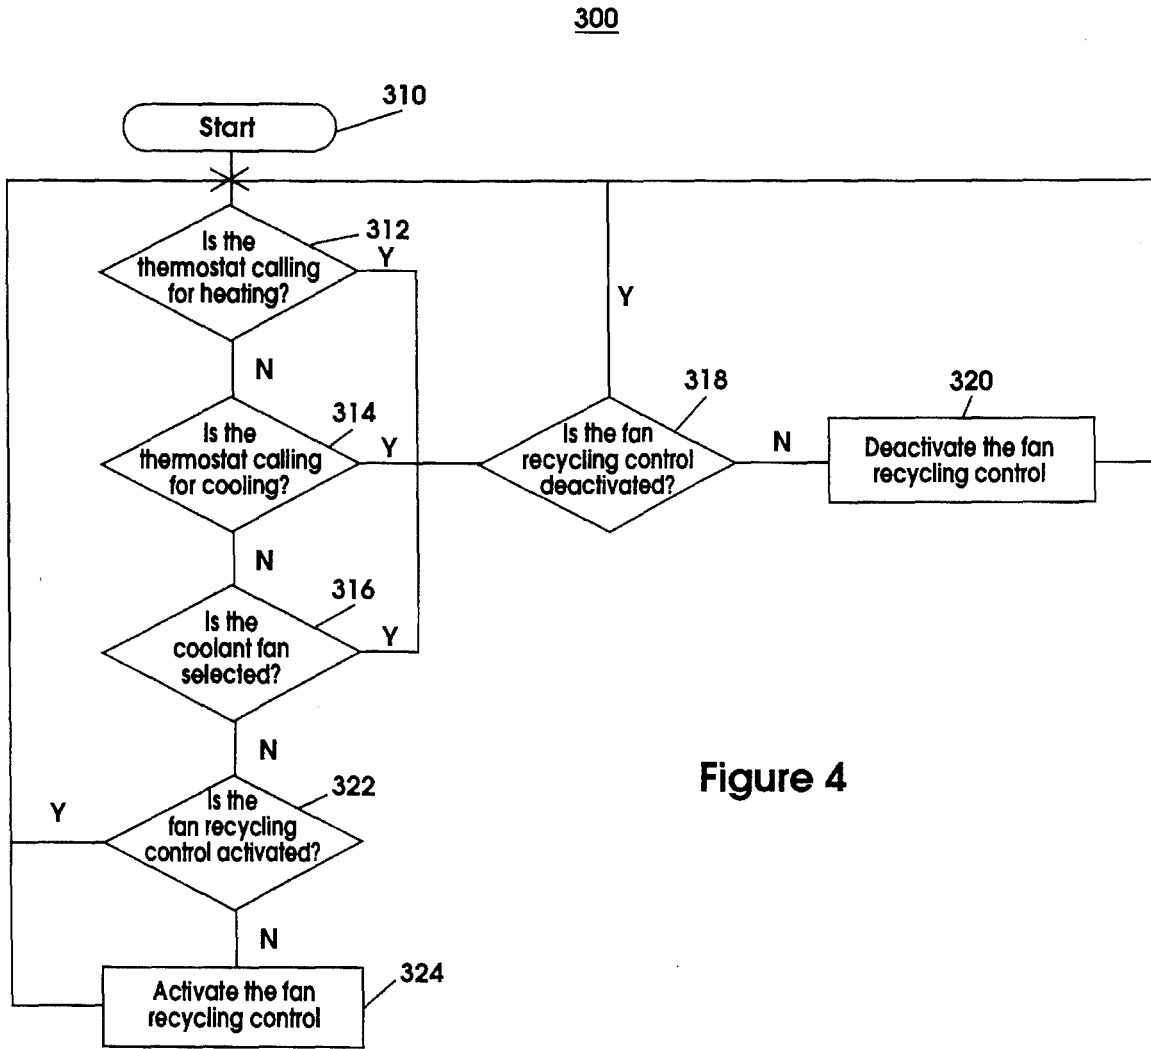 300
310
Start
312
Is the
thermostat calling
for heating?
Y
N
Y
314
Is the
thermostat calling
for cooling?
Y
318
Is the fan
recycling control
deactivated?
N
320
Deactivate the fan
recycling control
N
316
Is the
coolant fan
selected?
Y
N
Figure 4
322
Is the
fan recycling
control activated?
Y
N
324
Activate the fan
recycling control